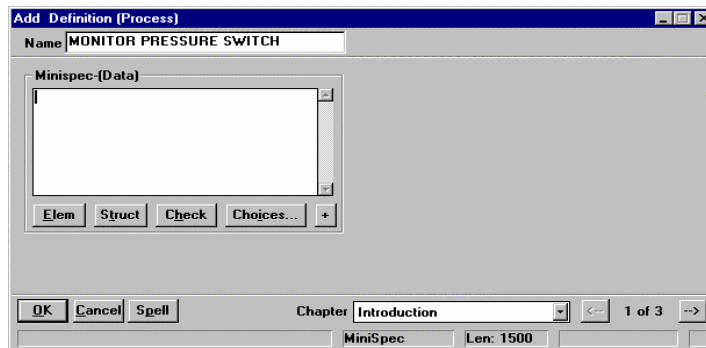 Add Definition (Process)
Name MONITOR PRESSURE SWITCH
Minispec-(Data)
Elem Struct Check Choices... +
OK Cancel Spell Chapter Introduction <-- 1 of 3 -->
MiniSpec Len: 1500